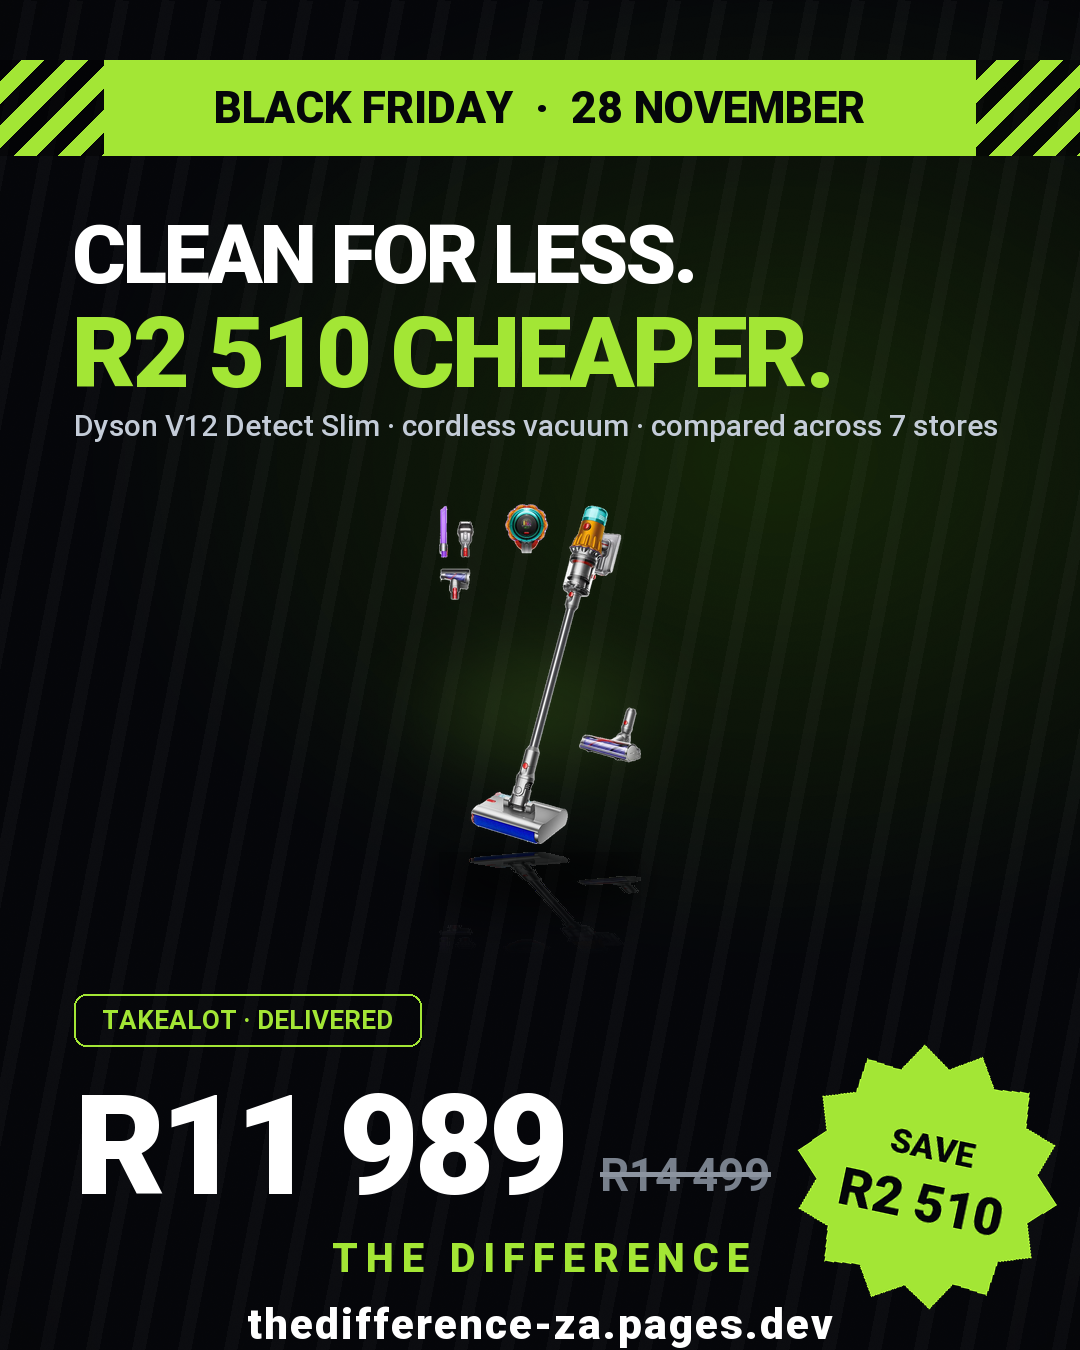 BLACK FRIDAY · 28 NOVEMBER
CLEAN FOR LESS.
R2 510 CHEAPER.
Dyson V12 Detect Slim · cordless vacuum · compared across 7 stores
TAKEALOT · DELIVERED
R11 989 R14 499
SAVE
R2 510
THE DIFFERENCE
thedifference-za.pages.dev